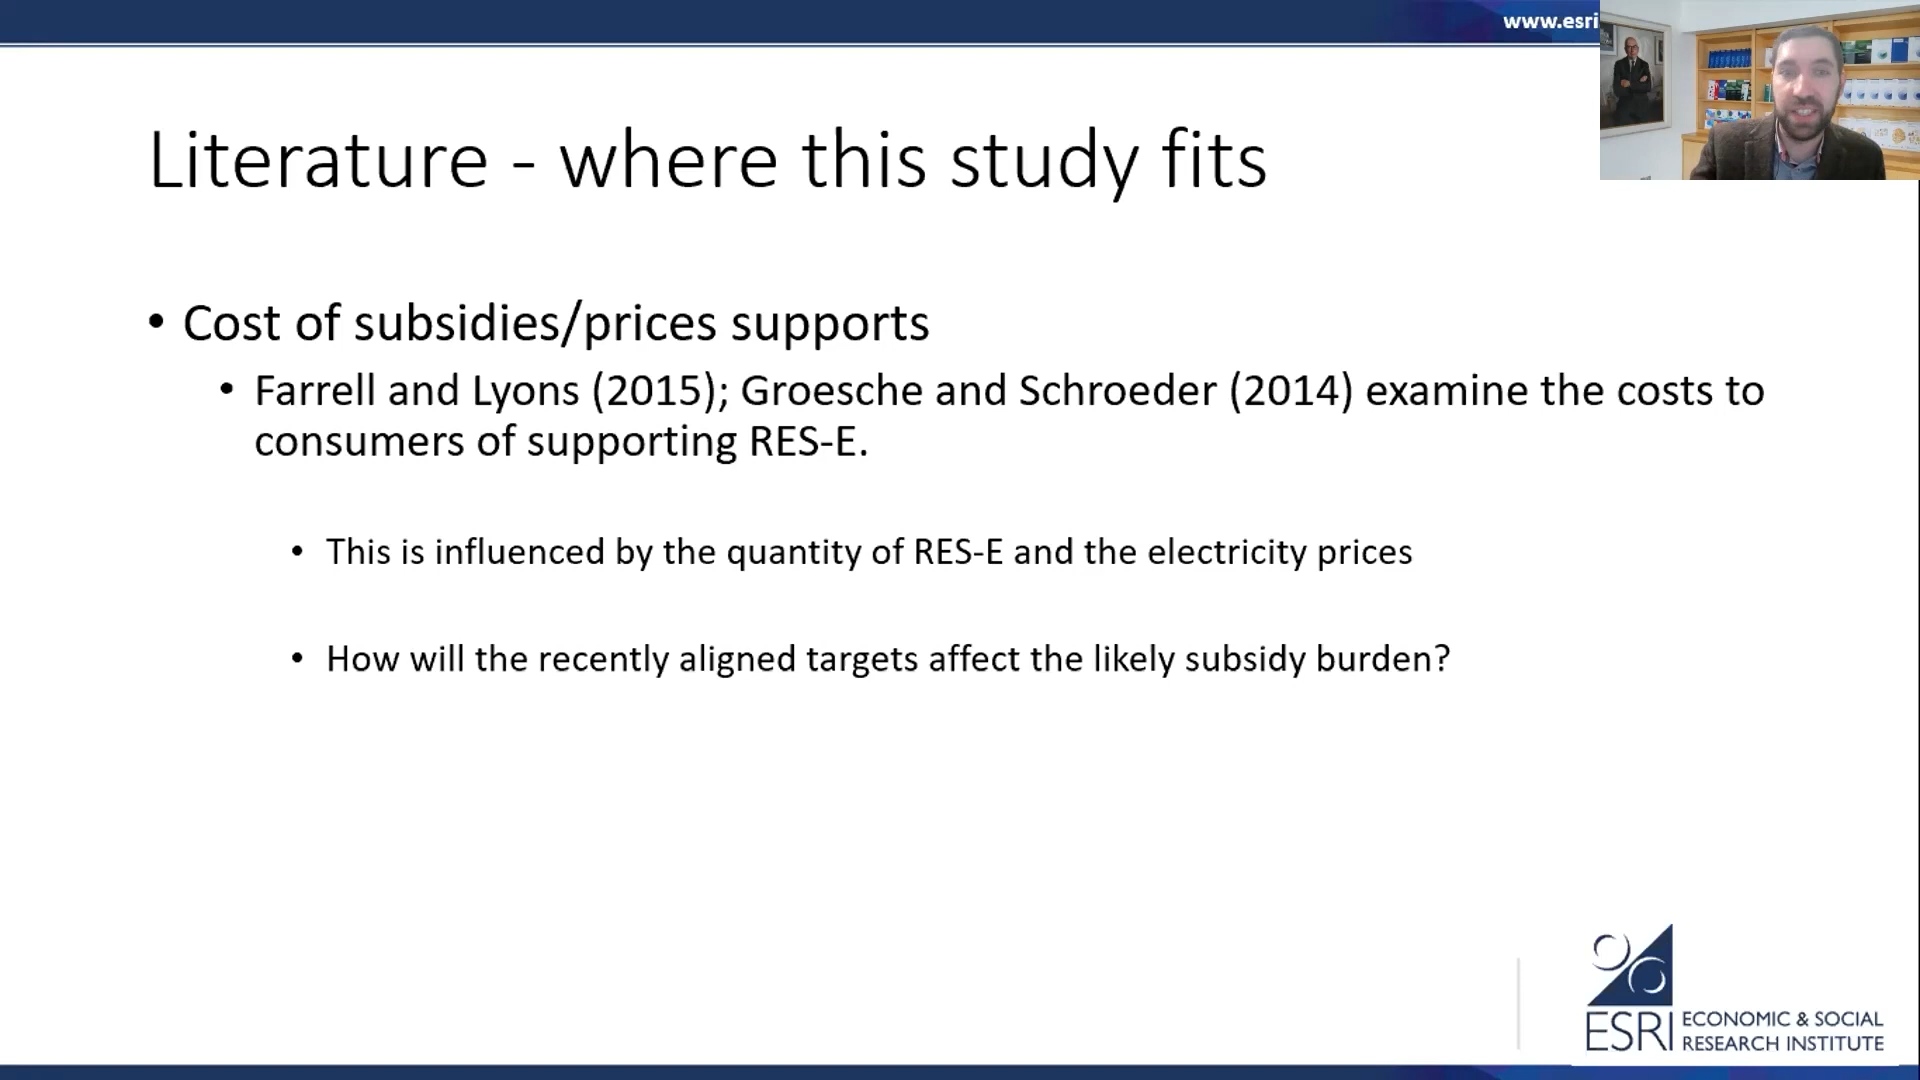 www.esri
Literature - where this study fits
• Cost of subsidies/prices supports
• Farrell and Lyons (2015); Groesche and Schroeder (2014) examine the costs to
consumers of supporting RES-E.
• This is influenced by the quantity of RES-E and the electricity prices
• How will the recently aligned targets affect the likely subsidy burden?
ESRI ECONOMIC & SOCIAL
RESEARCH INSTITUTE